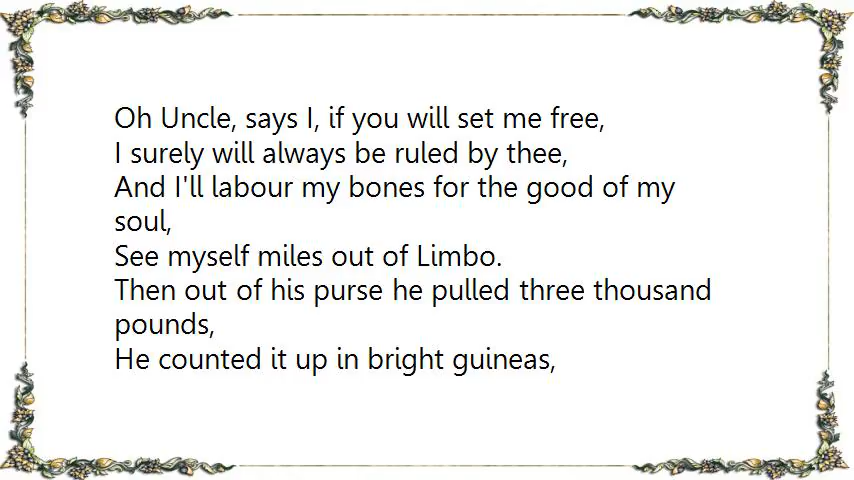 Oh Uncle, says I, if you will set me free,
I surely will always be ruled by thee,
And I'll labour my bones for the good of my
soul,
See myself miles out of Limbo.
Then out of his purse he pulled three thousand
pounds,
He counted it up in bright guineas,